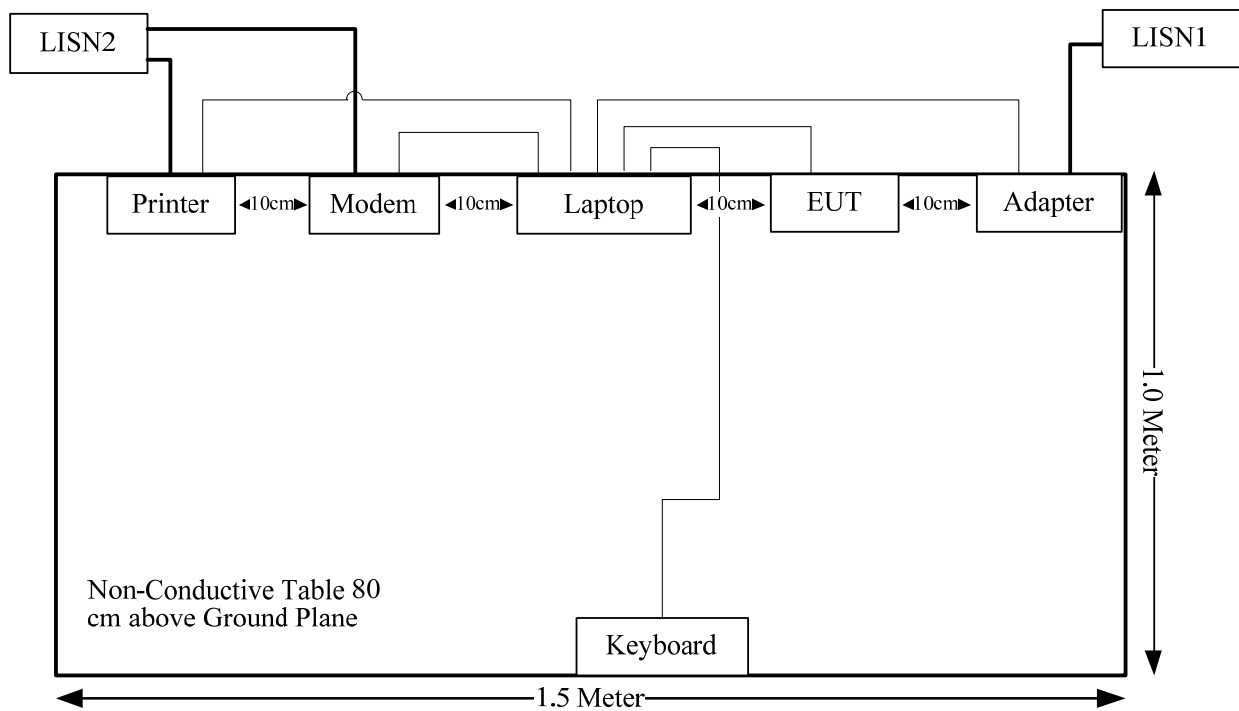 LISN2
LISN1
Printer
10cm
Modem
10cm
Laptop
10cm
EUT
10cm
Adapter
1.0 Meter
Non-Conductive Table 80
cm above Ground Plane
Keyboard
1.5 Meter